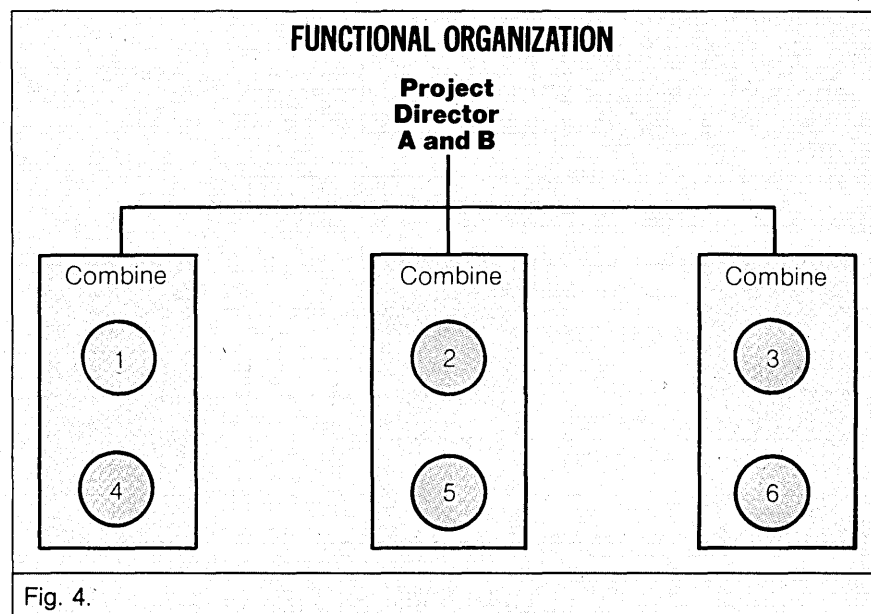 FUNCTIONAL ORGANIZATION
Project
Director
A and B
Combine
1
4
Combine
2
5
Combine
3
6
Fig. 4.